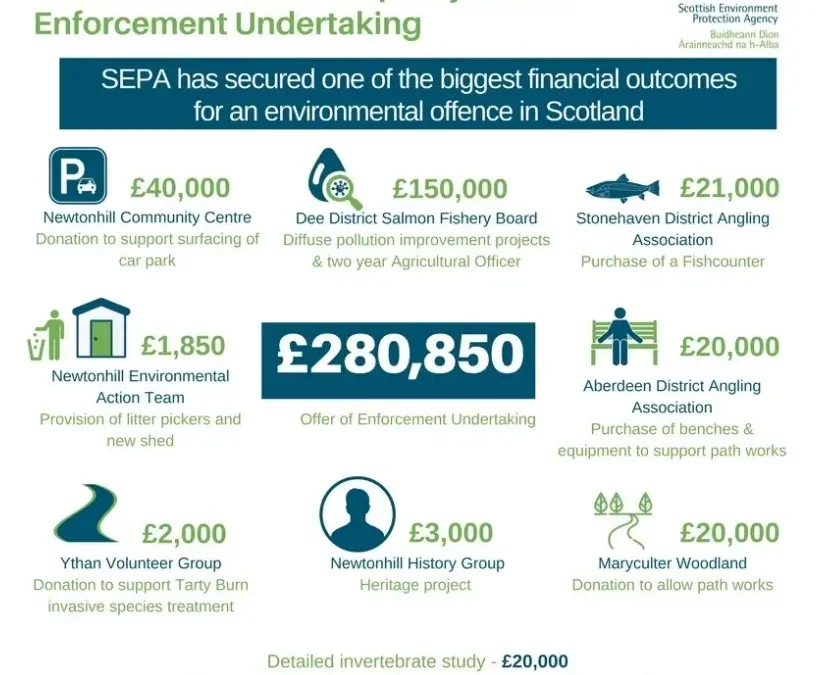 Enforcement Undertaking
Scottish Environment
Protection Agency
Buidheann Dìon
Àrainneachd na h-Alba
SEPA has secured one of the biggest financial outcomes
for an environmental offence in Scotland
P
£40,000
Newtonhill Community Centre
Donation to support surfacing of
car park
£150,000
Dee District Salmon Fishery Board
Diffuse pollution improvement projects
& two year Agricultural Officer
£21,000
Stonehaven District Angling
Association
Purchase of a Fishcounter
£1,850
Newtonhill Environmental
Action Team
Provision of litter pickers and
new shed
£280,850
Offer of Enforcement Undertaking
£20,000
Aberdeen District Angling
Association
Purchase of benches &
equipment to support path works
£2,000
Ythan Volunteer Group
Donation to support Tarty Burn
invasive species treatment
£3,000
Newtonhill History Group
Heritage project
£20,000
Maryculter Woodland
Donation to allow path works
Detailed invertebrate study - £20,000